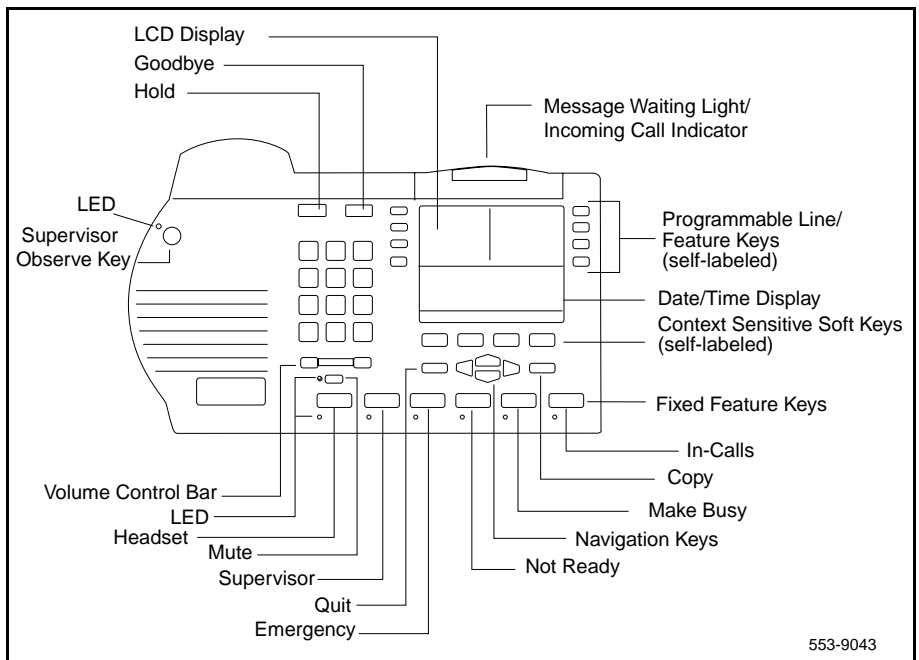 LCD Display
Goodbye
Hold
Message Waiting Light/
Incoming Call Indicator
LED
Supervisor
Observe Key
Programmable Line/
Feature Keys
(self-labeled)
Date/Time Display
Context Sensitive Soft Keys
(self-labeled)
Fixed Feature Keys
In-Calls
Copy
Volume Control Bar
LED
Make Busy
Headset
Navigation Keys
Mute
Not Ready
Supervisor
Quit
Emergency
553-9043